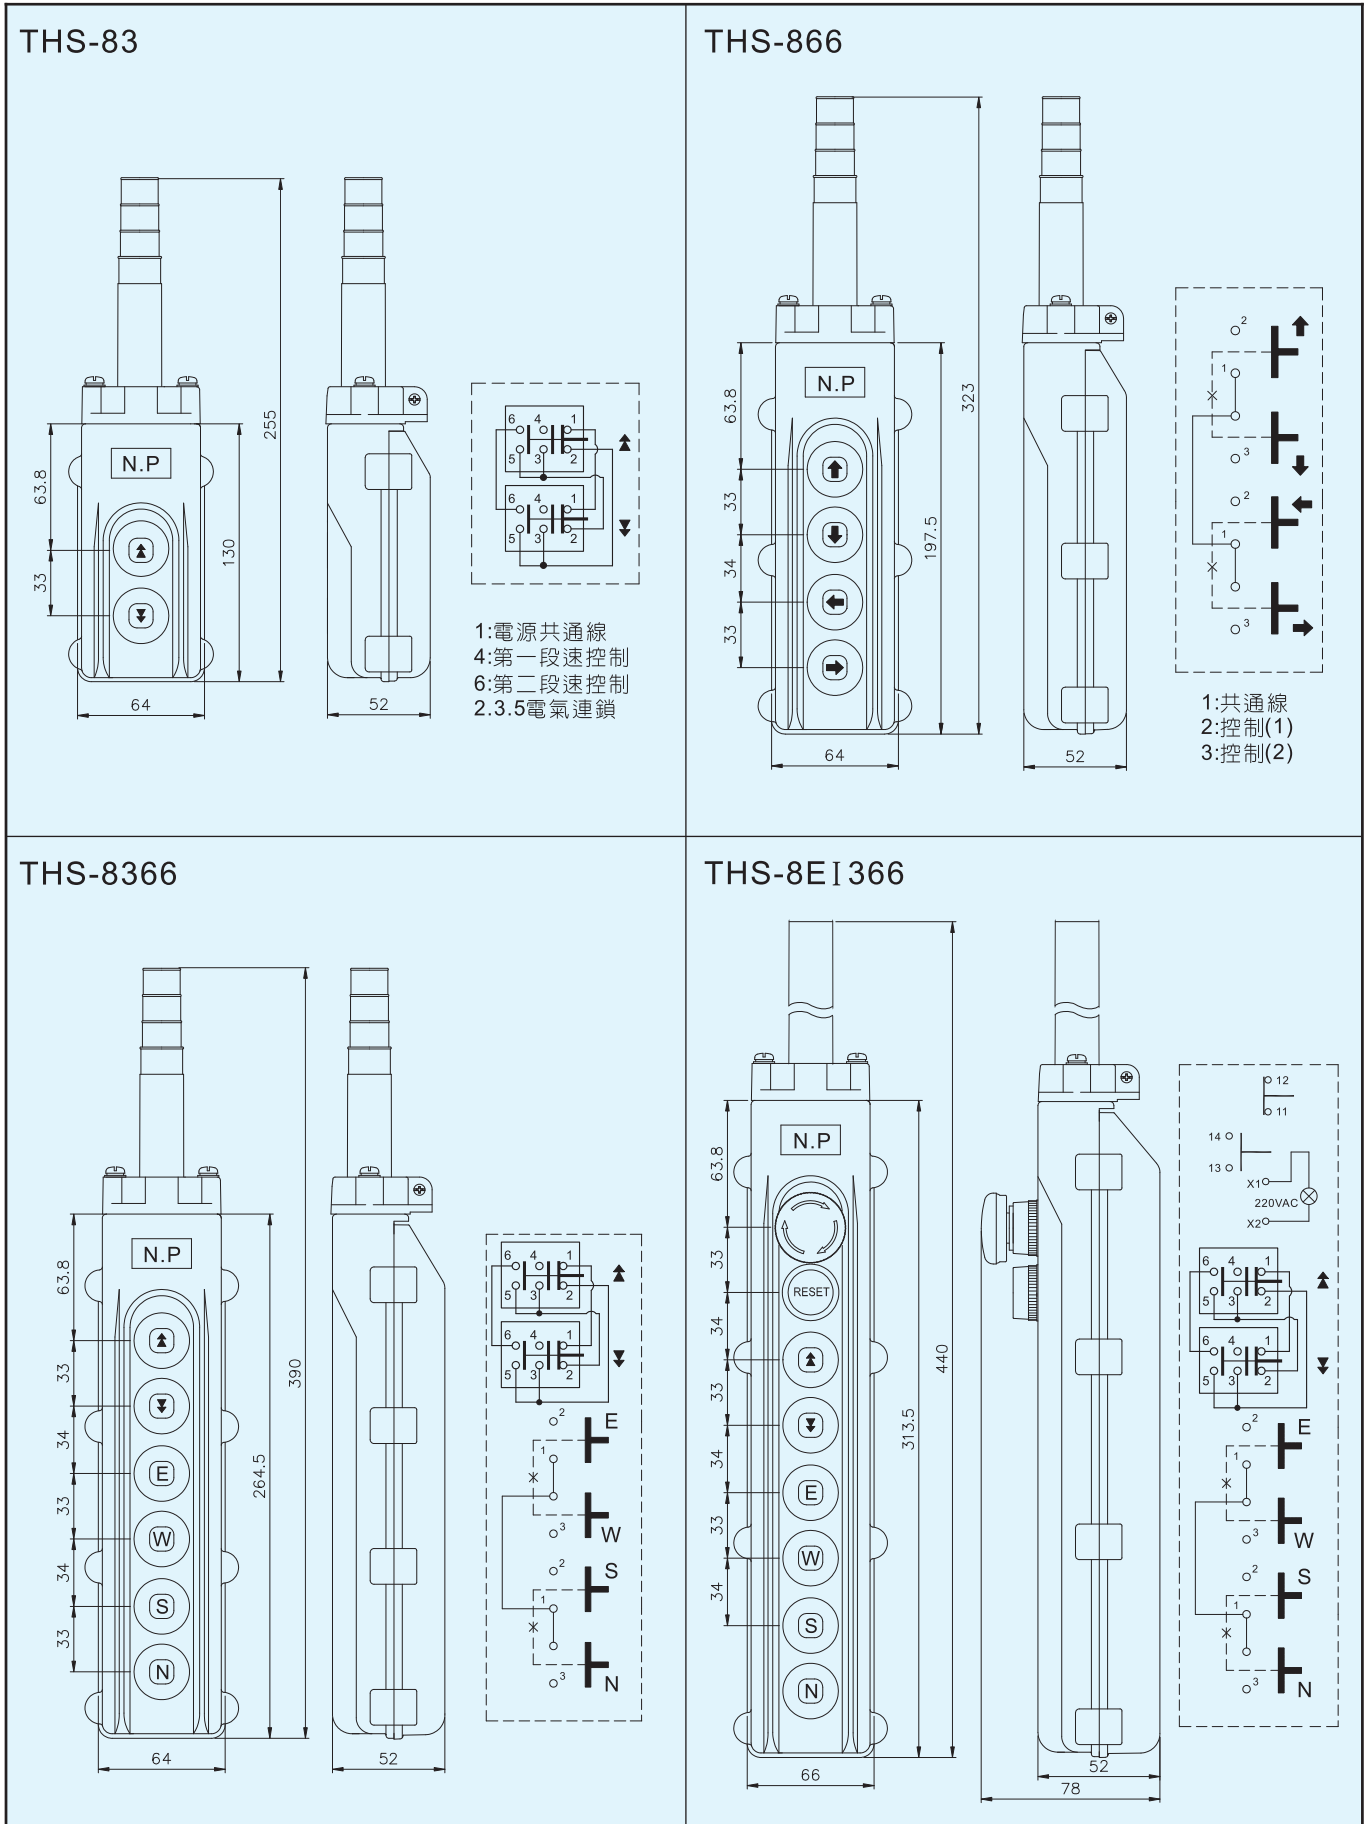 THS-83
255
63.8
33
130
N.P
64
52
6 4 1
5 3 2
6 4 1
5 3 2
1:電源共通線
4:第一段速控制
6:第二段速控制
2.3.5電氣連鎖
THS-866
323
63.8
33
34
33
197.5
N.P
64
52
2
1
3
2
1
3
1:共通線
2:控制(1)
3:控制(2)
THS-8366
390
63.8
33
34
33
34
33
264.5
N.P
E
W
S
N
64
52
6 4 1
5 3 2
6 4 1
5 3 2
2
E
1
3
W
2
S
1
3
N
THS-8EI366
440
63.8
33
34
33
34
33
34
313.5
N.P
RESET
E
W
S
N
66
52
78
12
11
14
13
X1
220VAC
X2
6 4 1
5 3 2
6 4 1
5 3 2
2
E
1
3
W
2
S
1
3
N